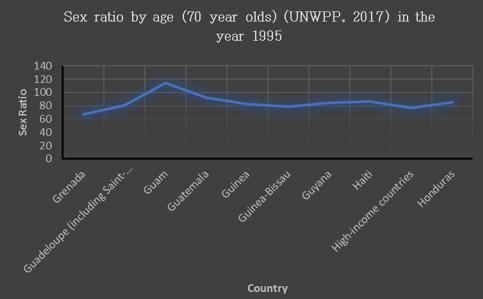 Sex ratio by age (70 year olds) (UNWPP, 2017) in the
year 1995
140
120
100
80
60
40
20
0
Sex Ratio
Grenada
Guadeloupe (including Saint-...
Guam
Guatemala
Guinea
Guinea-Bissau
Guyana
Haiti
High-income countries
Honduras
Country